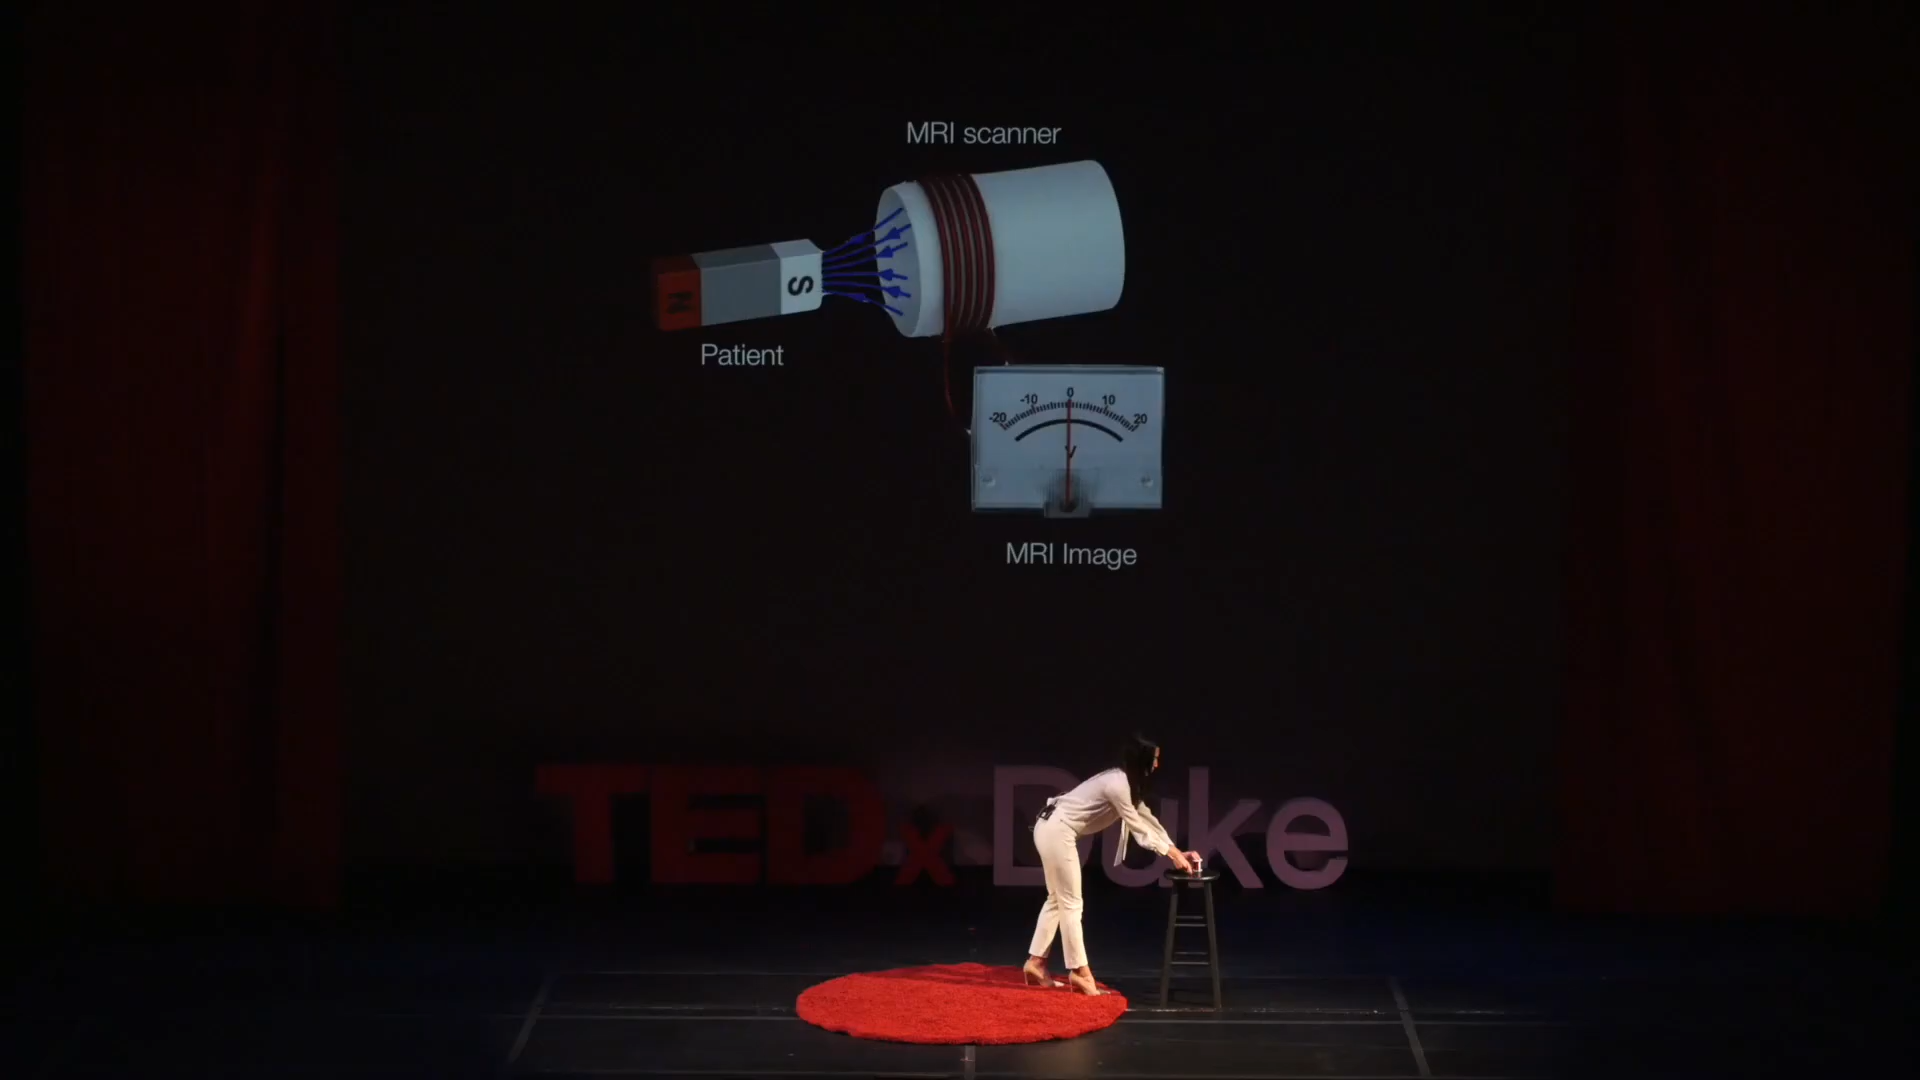 MRI scanner
N
S
Patient
-20 -10 0 10 20
V
MRI Image
TEDx Duke